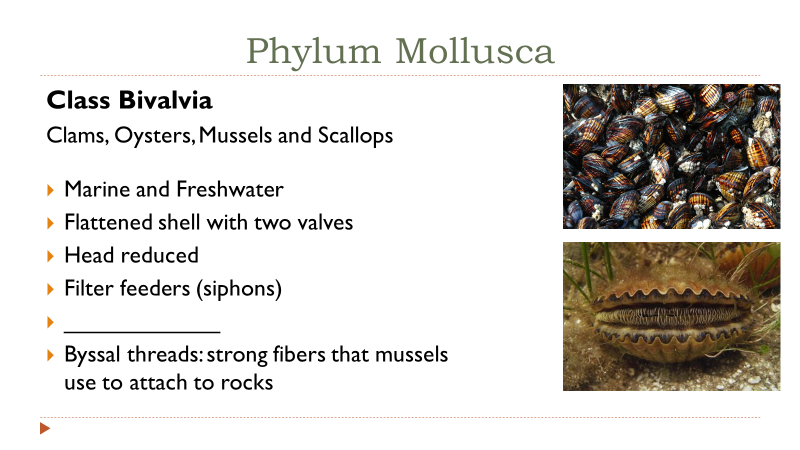 Phylum Mollusca
Class Bivalvia
Clams, Oysters, Mussels and Scallops
Marine and Freshwater
Flattened shell with two valves
Head reduced
Filter feeders (siphons)
_____________
Byssal threads: strong fibers that mussels
use to attach to rocks